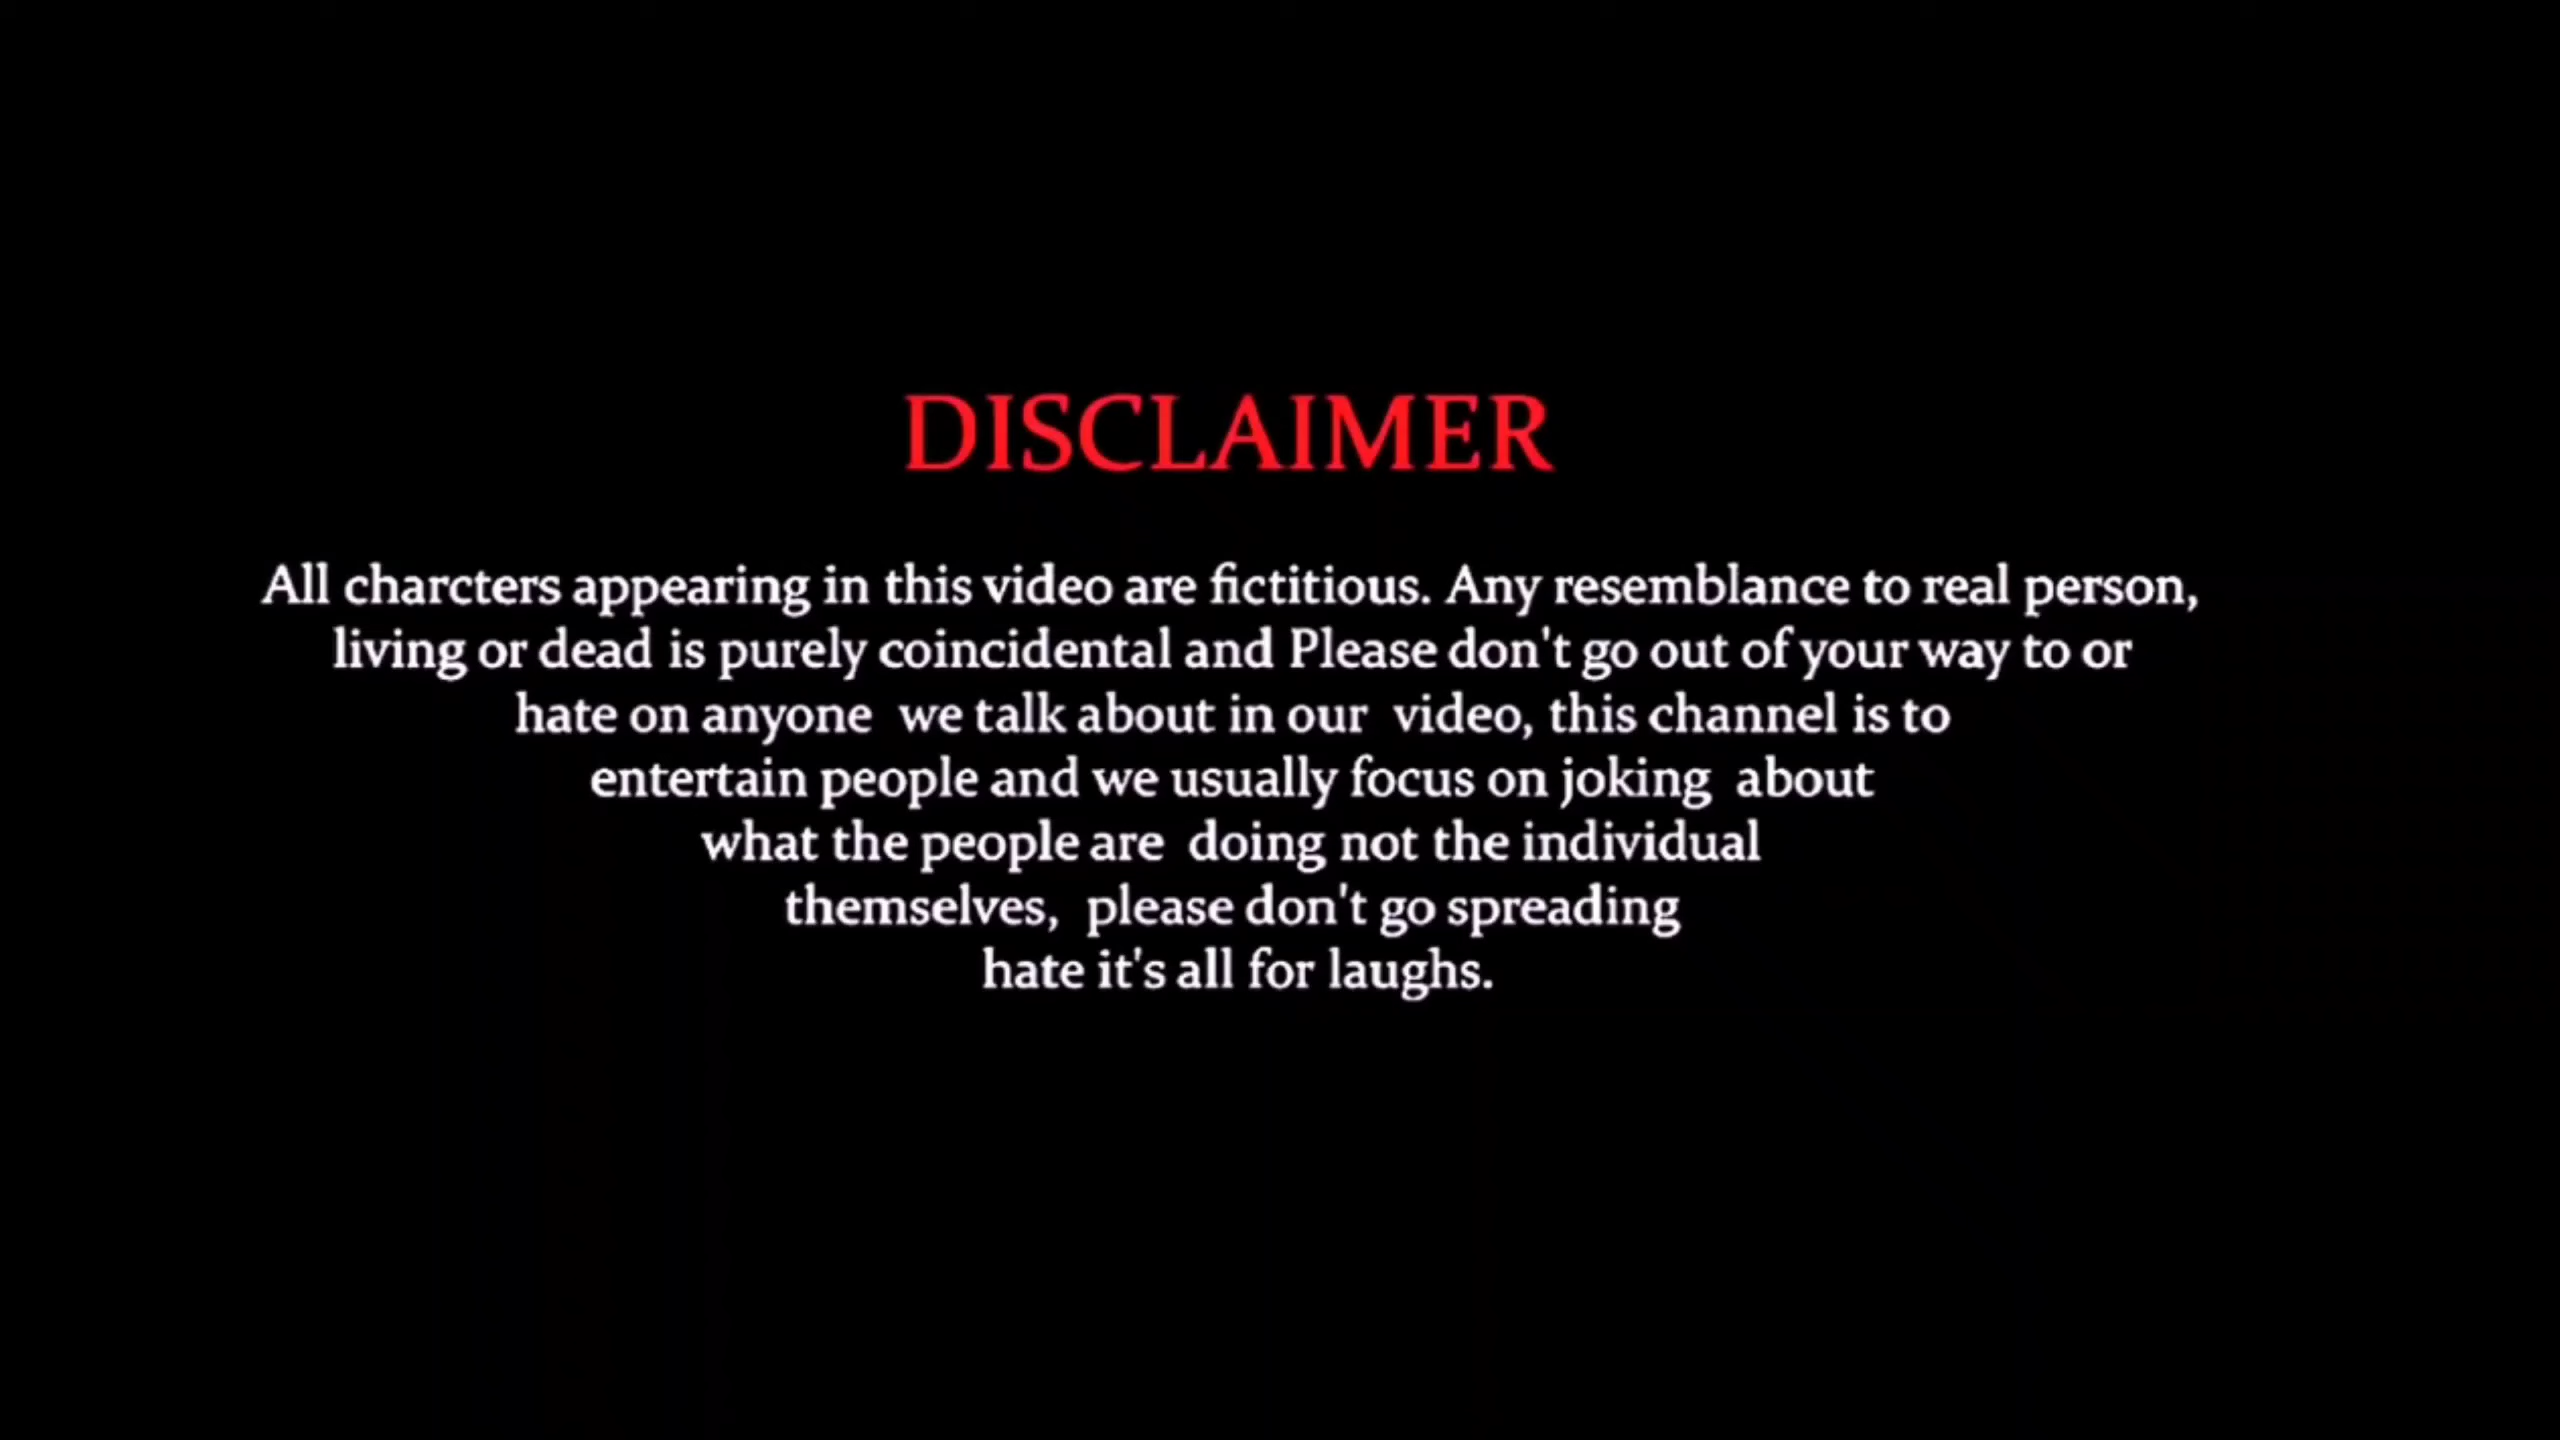 DISCLAIMER
All charcters appearing in this video are fictitious. Any resemblance to real person,
living or dead is purely coincidental and Please don't go out of your way to or
hate on anyone we talk about in our video, this channel is to
entertain people and we usually focus on joking about
what the people are doing not the individual
themselves, please don't go spreading
hate it's all for laughs.